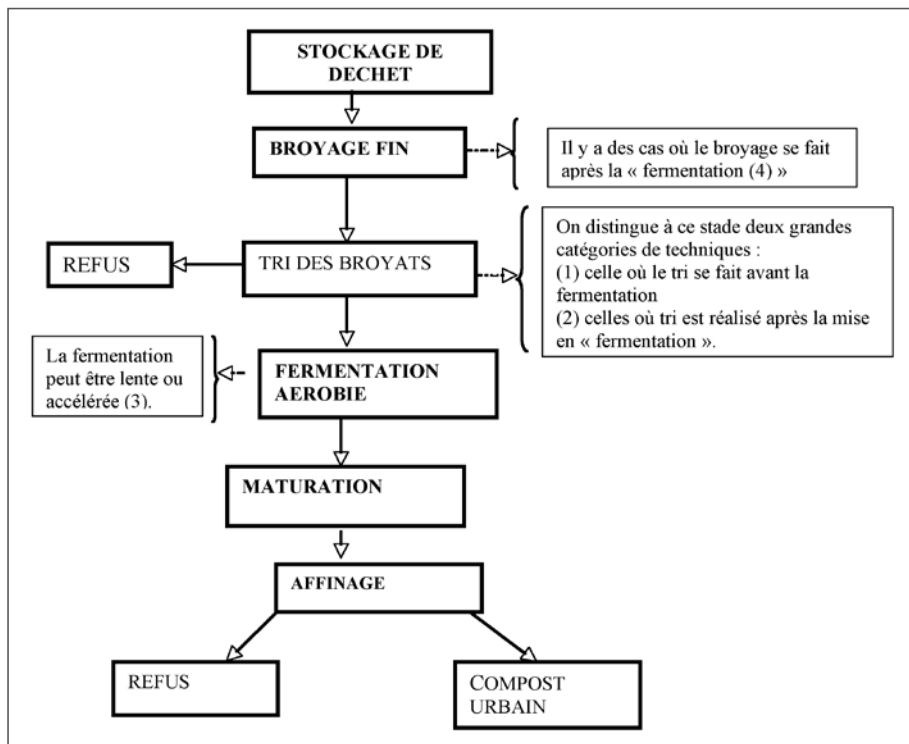 STOCKAGE DE
DECHET
BROYAGE FIN
Il y a des cas où le broyage se fait
après la « fermentation (4) »
On distingue à ce stade deux grandes
catégories de techniques :
(1) celle où le tri se fait avant la
fermentation
(2) celles où tri est réalisé après la mise
en « fermentation ».
REFUS
TRI DES BROYATS
La fermentation
peut être lente ou
accélérée (3).
FERMENTATION
AEROBIE
MATURATION
AFFINAGE
REFUS
COMPOST
URBAIN